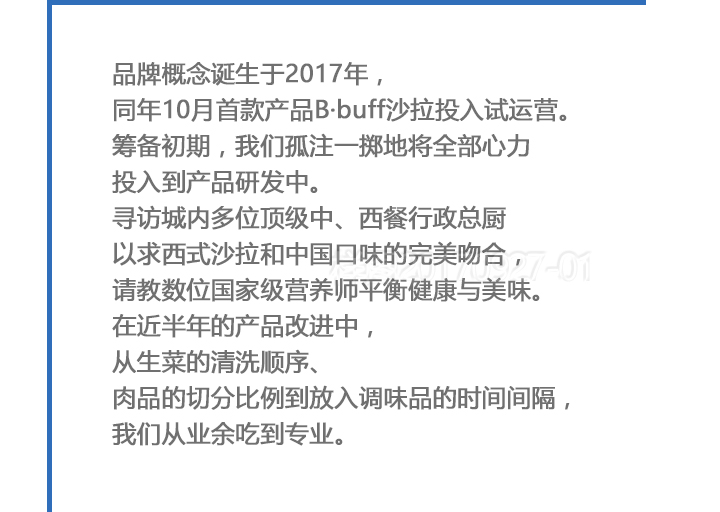 品牌概念诞生于2017年，
同年10月首款产品B·buff沙拉投入试运营。
筹备初期，我们孤注一掷地将全部心力
投入到产品研发中。
寻访城内多位顶级中、西餐行政总厨
以求西式沙拉和中国口味的完美吻合，
请教数位国家级营养师平衡健康与美味。
在近半年的产品改进中，
从生菜的清洗顺序、
肉品的切分比例到放入调味品的时间间隔，
我们从业余吃到专业。